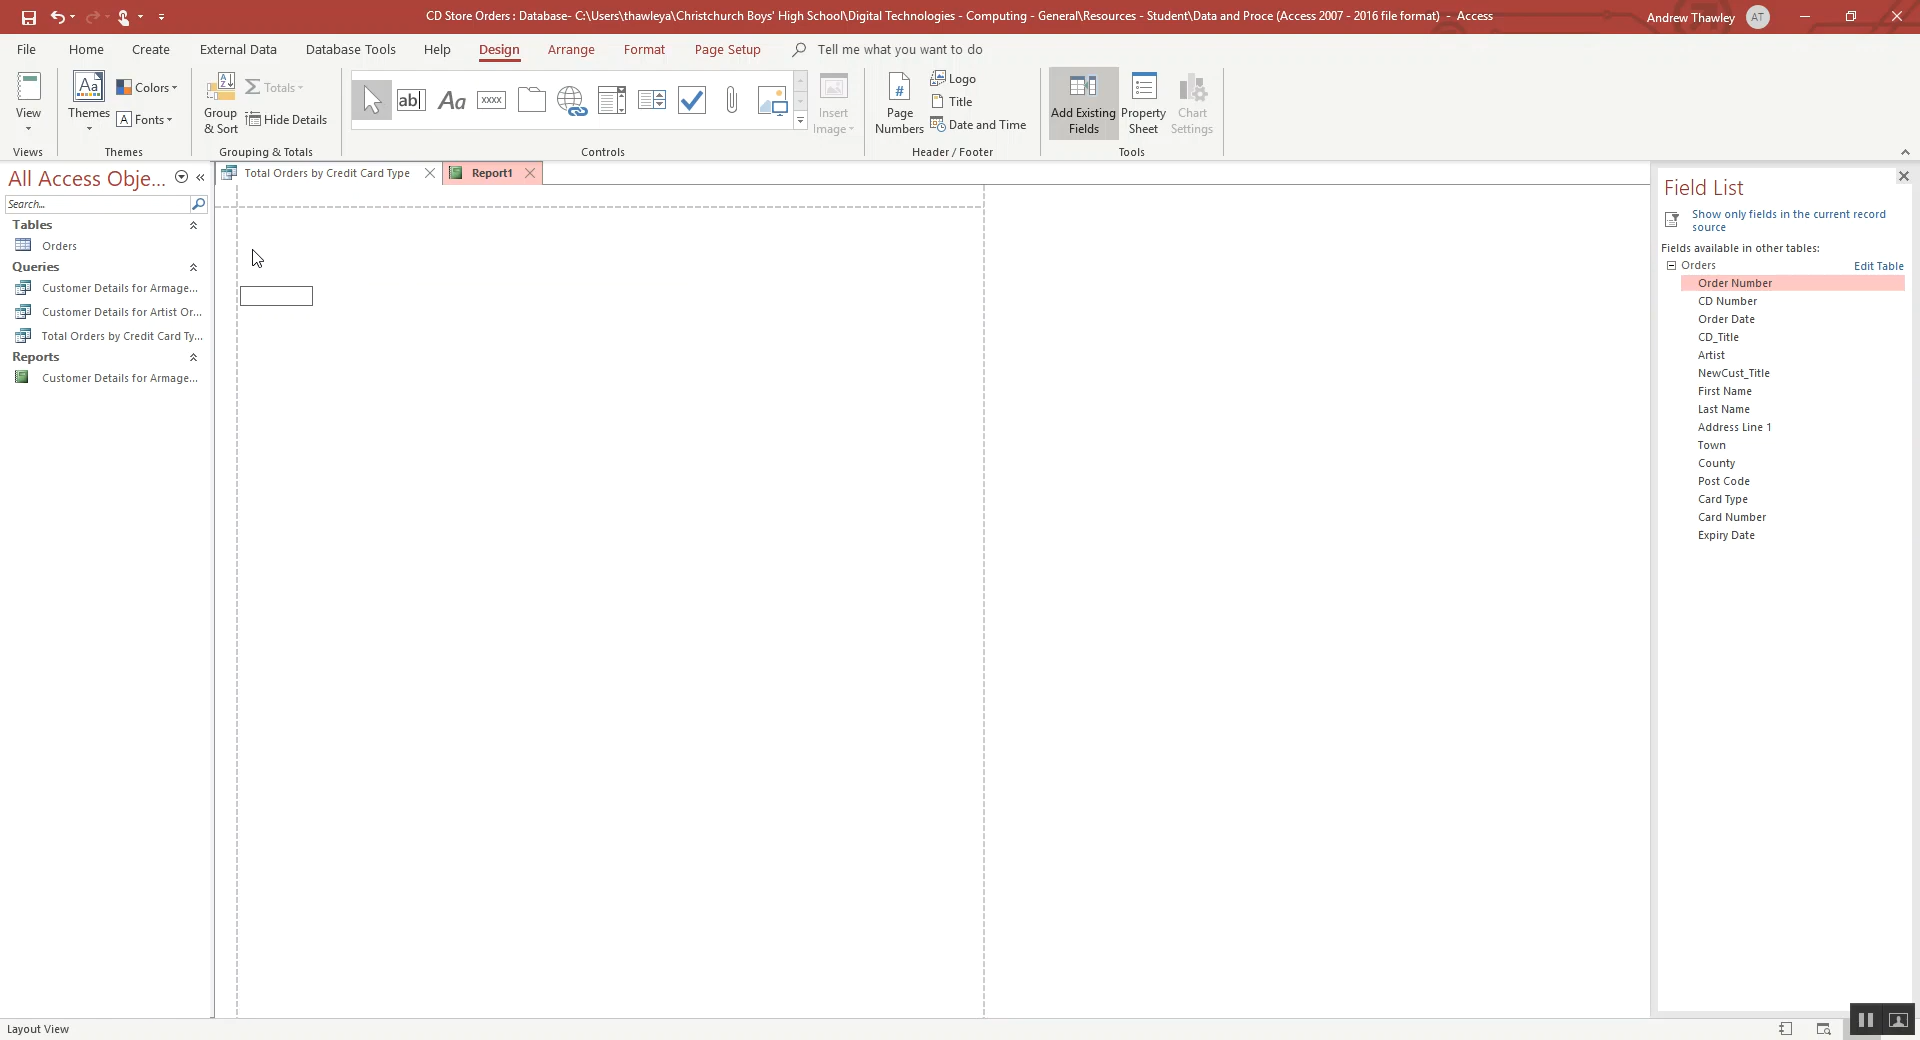 CD Store Orders : Database- C:\Users\thawleya\Christchurch Boys' High School\Digital Technologies - Computing - General\Resources - Student\Data and Proce (Access 2007 - 2016 file format) - Access
Andrew Thawley AT
File Home Create External Data Database Tools Help Design Arrange Format Page Setup Tell me what you want to do
View
Views
Aa
Themes
Colors
Fonts
Themes
Group & Sort
Totals
Hide Details
Grouping & Totals
ab Aa xxxx
Controls
Insert Image
Page Numbers
Logo
Title
Date and Time
Header / Footer
Add Existing Fields
Property Sheet
Chart Settings
Tools
All Access Obje...
Search...
Tables
Orders
Queries
Customer Details for Armage...
Customer Details for Artist Or...
Total Orders by Credit Card Ty...
Reports
Customer Details for Armage...
Total Orders by Credit Card Type
Report1
Field List
Show only fields in the current record
source
Fields available in other tables:
Orders Edit Table
Order Number
CD Number
Order Date
CD_Title
Artist
NewCust_Title
First Name
Last Name
Address Line 1
Town
County
Post Code
Card Type
Card Number
Expiry Date
Layout View